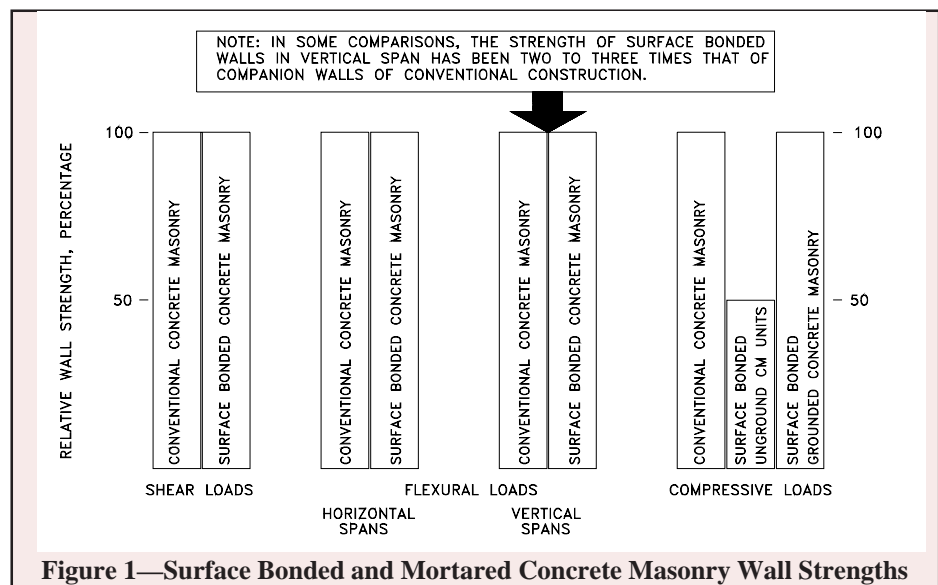 NOTE: IN SOME COMPARISONS, THE STRENGTH OF SURFACE BONDED
WALLS IN VERTICAL SPAN HAS BEEN TWO TO THREE TIMES THAT OF
COMPANION WALLS OF CONVENTIONAL CONSTRUCTION.
RELATIVE WALL STRENGTH, PERCENTAGE
100
50
CONVENTIONAL CONCRETE MASONRY
SURFACE BONDED CONCRETE MASONRY
CONVENTIONAL CONCRETE MASONRY
SURFACE BONDED CONCRETE MASONRY
CONVENTIONAL CONCRETE MASONRY
SURFACE BONDED CONCRETE MASONRY
CONVENTIONAL CONCRETE MASONRY
SURFACE BONDED
UNGROUND CM UNITS
SURFACE BONDED
GROUNDED CONCRETE MASONRY
100
50
SHEAR LOADS
FLEXURAL LOADS
COMPRESSIVE LOADS
HORIZONTAL
SPANS
VERTICAL
SPANS
Figure 1—Surface Bonded and Mortared Concrete Masonry Wall Strengths